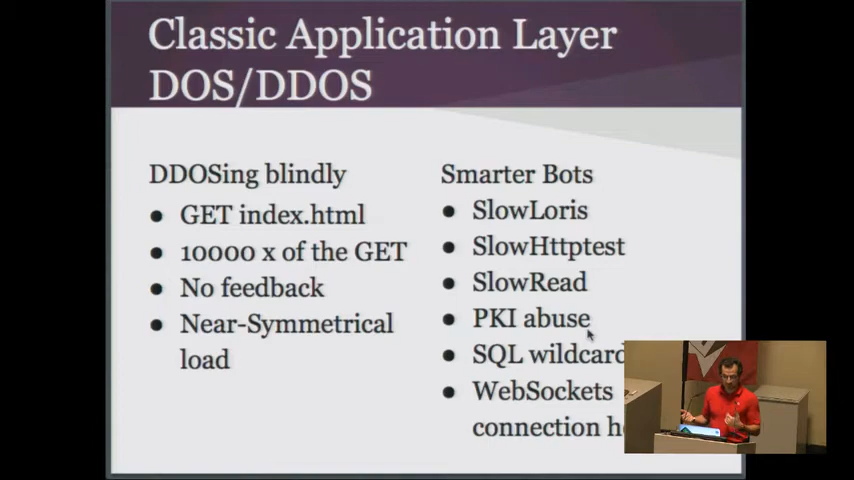 Classic Application Layer
DOS/DDOS
DDOSing blindly
● GET index.html
● 10000 x of the GET
● No feedback
● Near-Symmetrical
load
Smarter Bots
● SlowLoris
● SlowHttptest
● SlowRead
● PKI abuse
● SQL wildcard
● WebSockets
connection